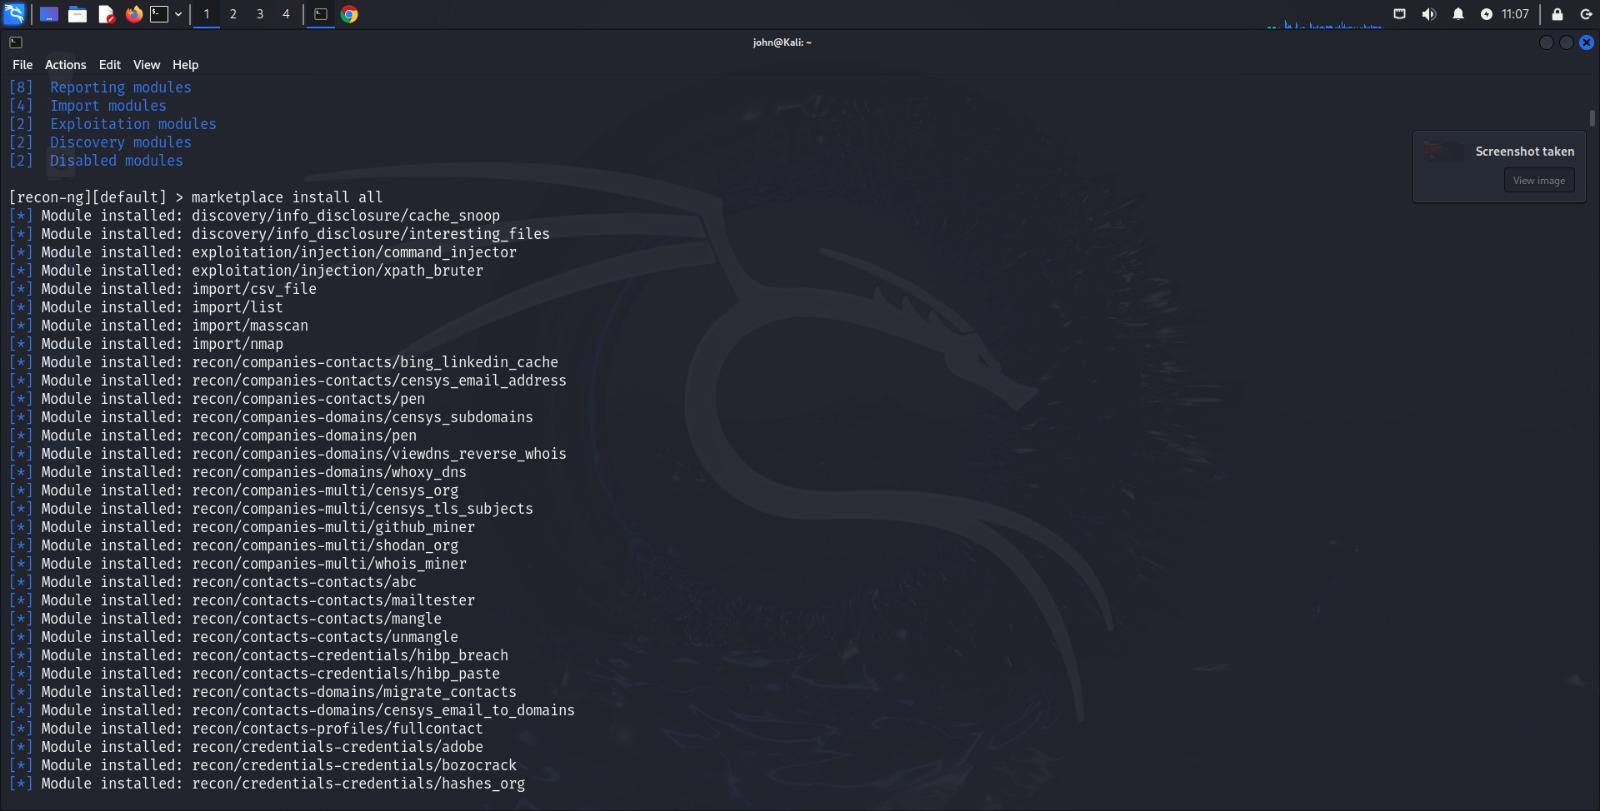 1 2 3 4
11:07
john@Kali: ~
File Actions Edit View Help
[8] Reporting modules
[4] Import modules
[2] Exploitation modules
[2] Discovery modules
[2] Disabled modules
Screenshot taken
View image
[recon-ng][default] > marketplace install all
[*] Module installed: discovery/info_disclosure/cache_snoop
[*] Module installed: discovery/info_disclosure/interesting_files
[*] Module installed: exploitation/injection/command_injector
[*] Module installed: exploitation/injection/xpath_bruter
[*] Module installed: import/csv_file
[*] Module installed: import/list
[*] Module installed: import/masscan
[*] Module installed: import/nmap
[*] Module installed: recon/companies-contacts/bing_linkedin_cache
[*] Module installed: recon/companies-contacts/censys_email_address
[*] Module installed: recon/companies-contacts/pen
[*] Module installed: recon/companies-domains/censys_subdomains
[*] Module installed: recon/companies-domains/pen
[*] Module installed: recon/companies-domains/viewdns_reverse_whois
[*] Module installed: recon/companies-domains/whoxy_dns
[*] Module installed: recon/companies-multi/censys_org
[*] Module installed: recon/companies-multi/censys_tls_subjects
[*] Module installed: recon/companies-multi/github_miner
[*] Module installed: recon/companies-multi/shodan_org
[*] Module installed: recon/companies-multi/whois_miner
[*] Module installed: recon/contacts-contacts/abc
[*] Module installed: recon/contacts-contacts/mailtester
[*] Module installed: recon/contacts-contacts/mangle
[*] Module installed: recon/contacts-contacts/unmangle
[*] Module installed: recon/contacts-credentials/hibp_breach
[*] Module installed: recon/contacts-credentials/hibp_paste
[*] Module installed: recon/contacts-domains/migrate_contacts
[*] Module installed: recon/contacts-domains/censys_email_to_domains
[*] Module installed: recon/contacts-profiles/fullcontact
[*] Module installed: recon/credentials-credentials/adobe
[*] Module installed: recon/credentials-credentials/bozocrack
[*] Module installed: recon/credentials-credentials/hashes_org